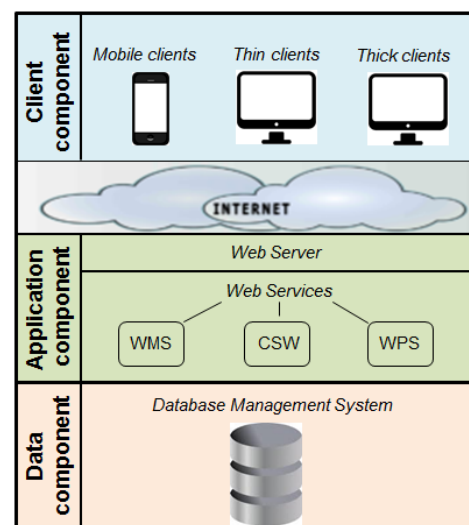 Client component
Mobile clients
Thin clients
Thick clients
INTERNET
Application component
Web Server
Web Services
WMS
CSW
WPS
Data component
Database Management System